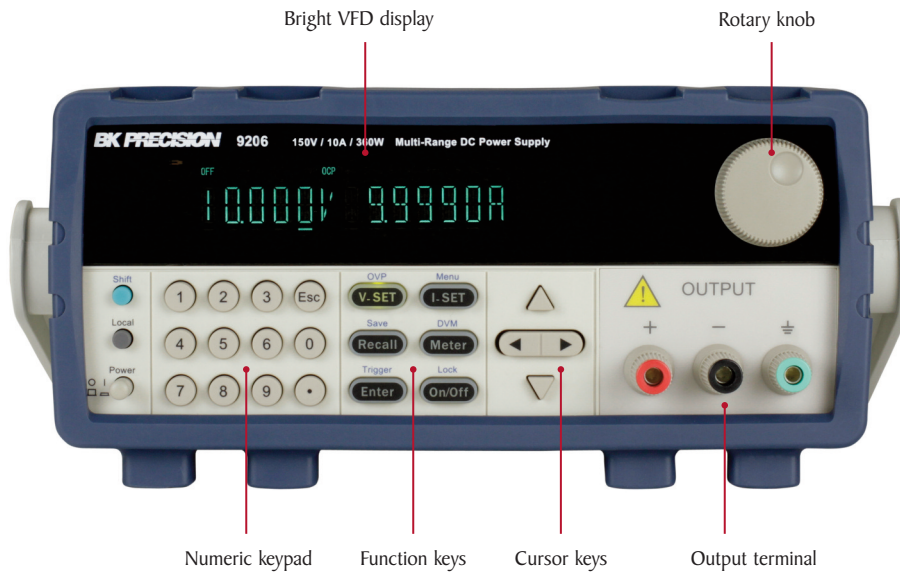 Bright VFD display
Rotary knob
BK PRECISION 9206 150V / 10A / 360W Multi-Range DC Power Supply
OFF OCP
10.000V 9.9990A
Shift
Local
Power
O I
1 2 3 Esc
4 5 6 0
7 8 9 •
OVP Menu
V-SET I-SET
Save DVM
Recall Meter
Trigger Lock
Enter On/Off
OUTPUT
+ −
Numeric keypad
Function keys
Cursor keys
Output terminal